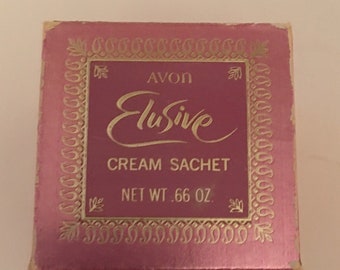 AVON
Elusive
CREAM SACHET
NET WT .66 OZ.